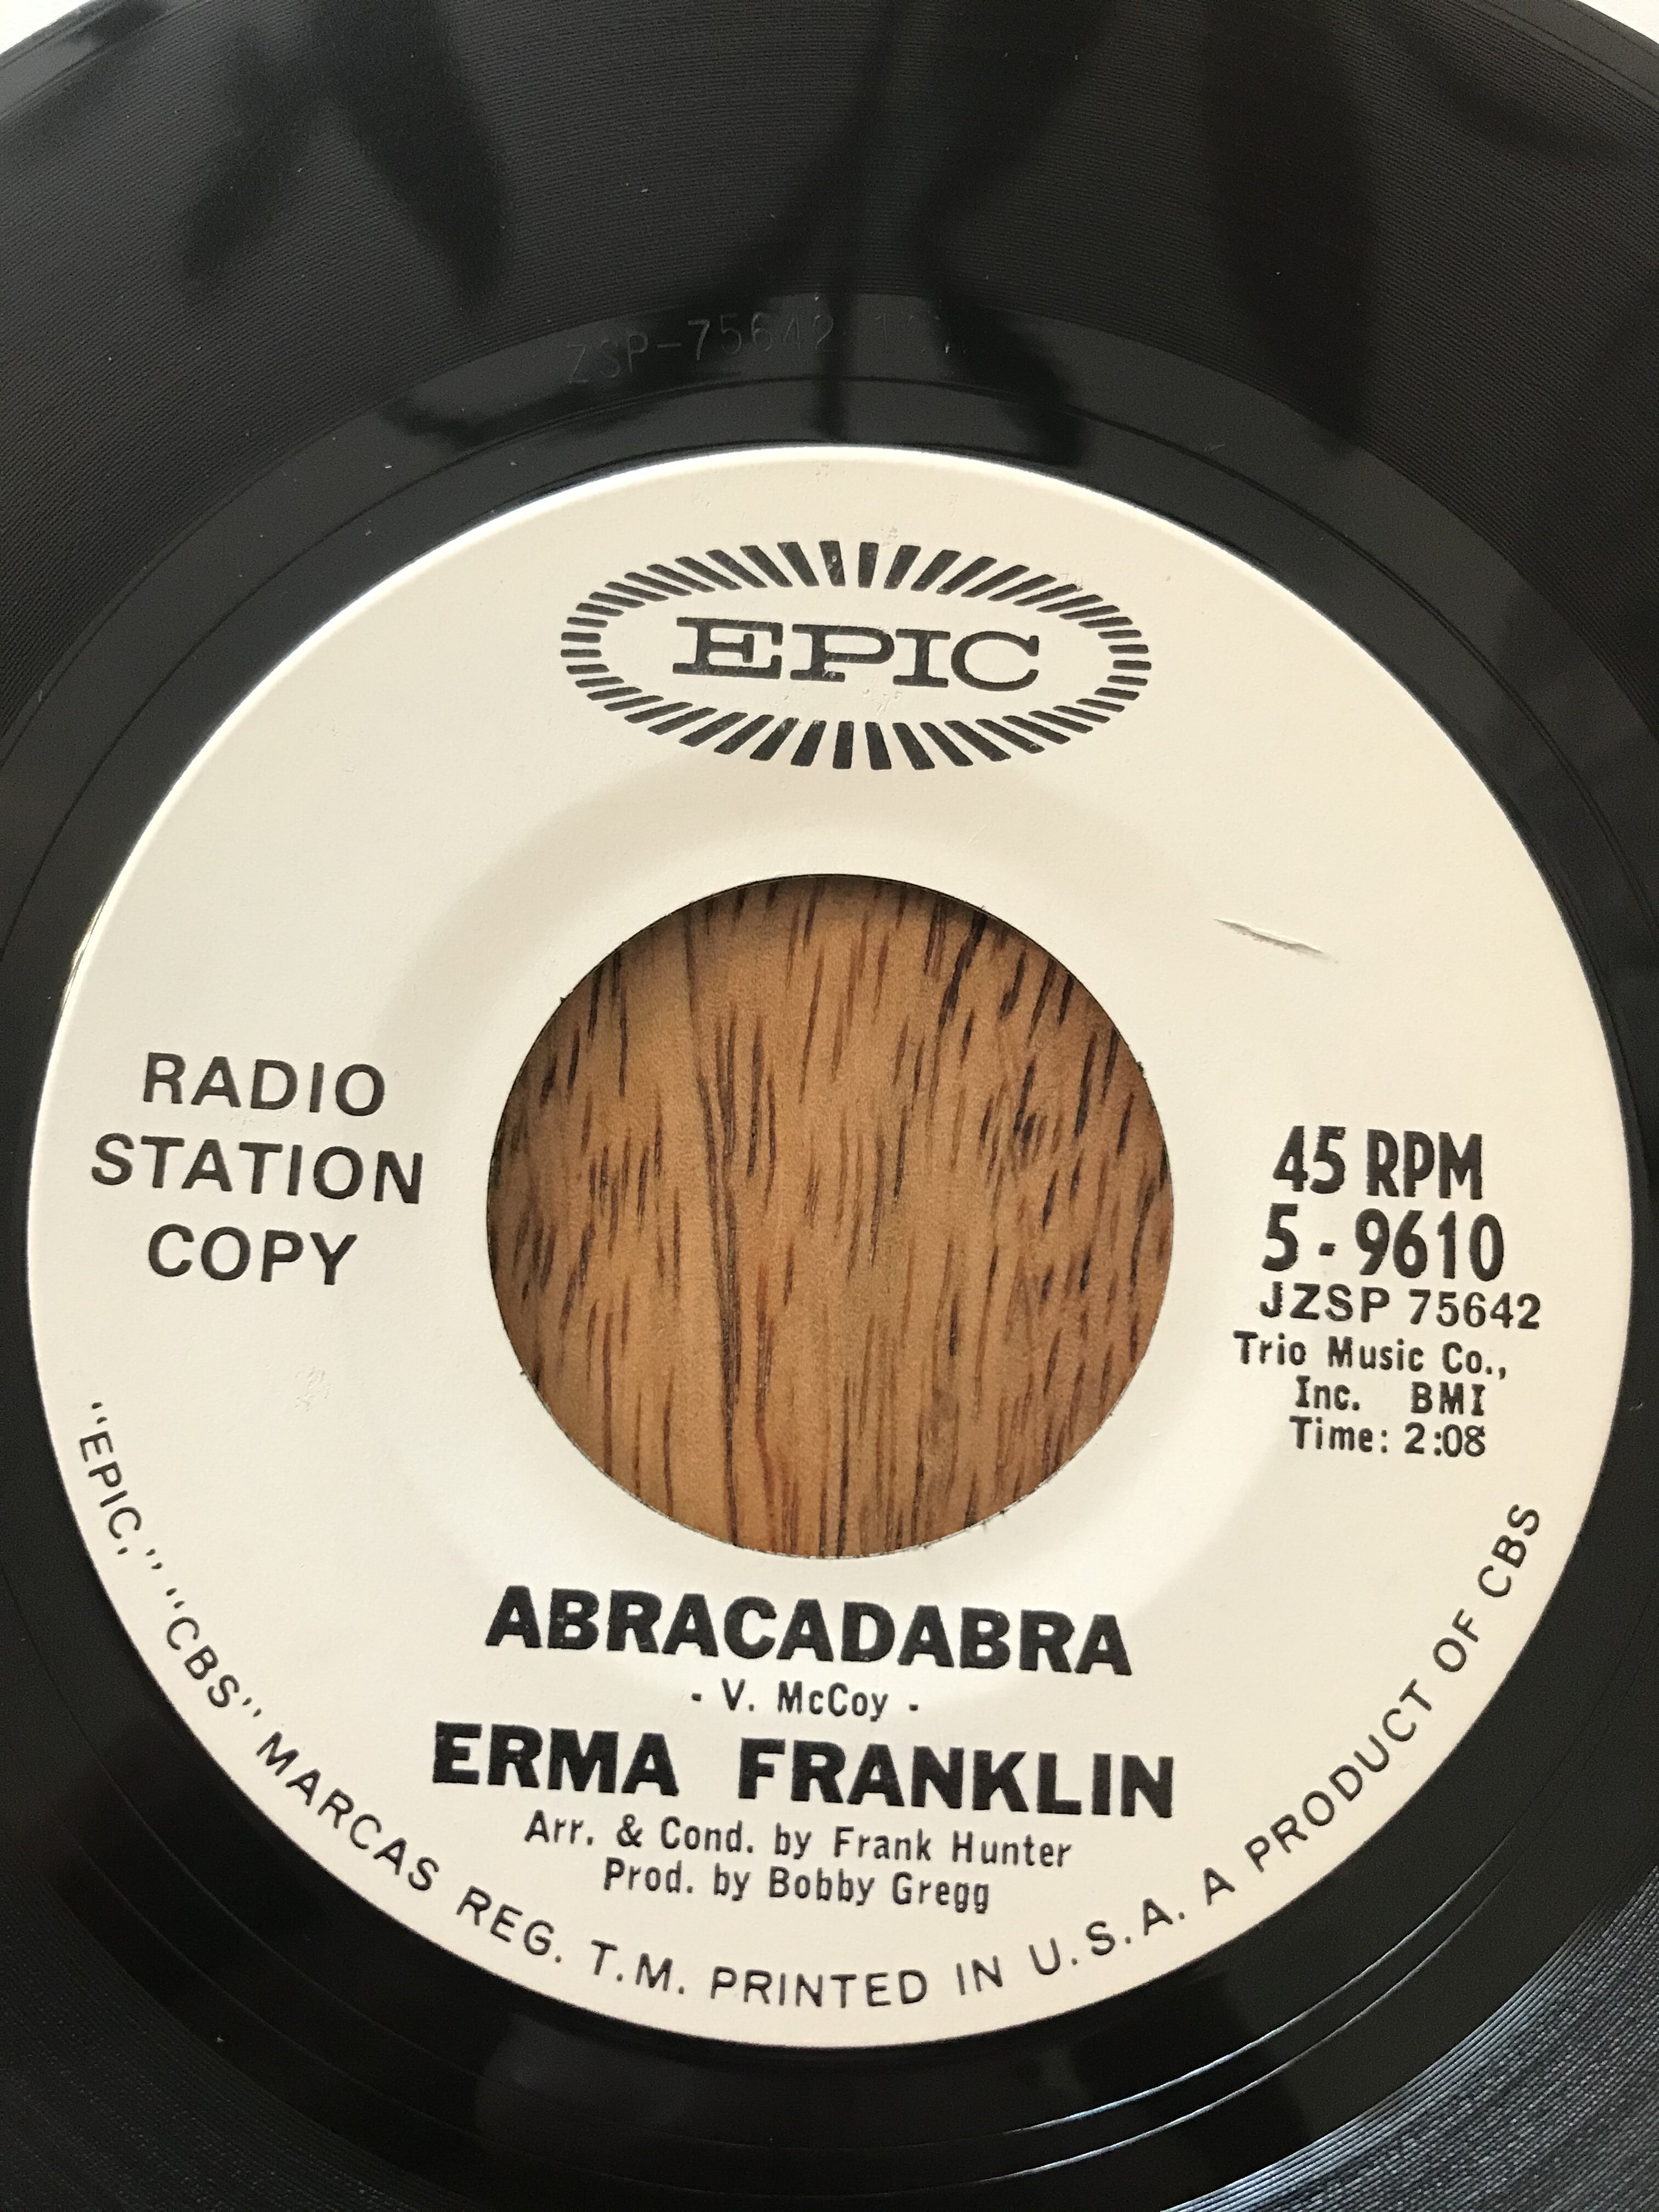 ZSP-75642
EPIC
RADIO
STATION
COPY
45 RPM
5-9610
JZSP 75642
Trio Music Co.,
Inc. BMI
Time: 2:08
ABRACADABRA
- V. McCoy -
ERMA FRANKLIN
Arr. & Cond. by Frank Hunter
Prod. by Bobby Gregg
"EPIC," "CBS" MARCAS REG. T.M. PRINTED IN U.S.A. A PRODUCT OF CBS